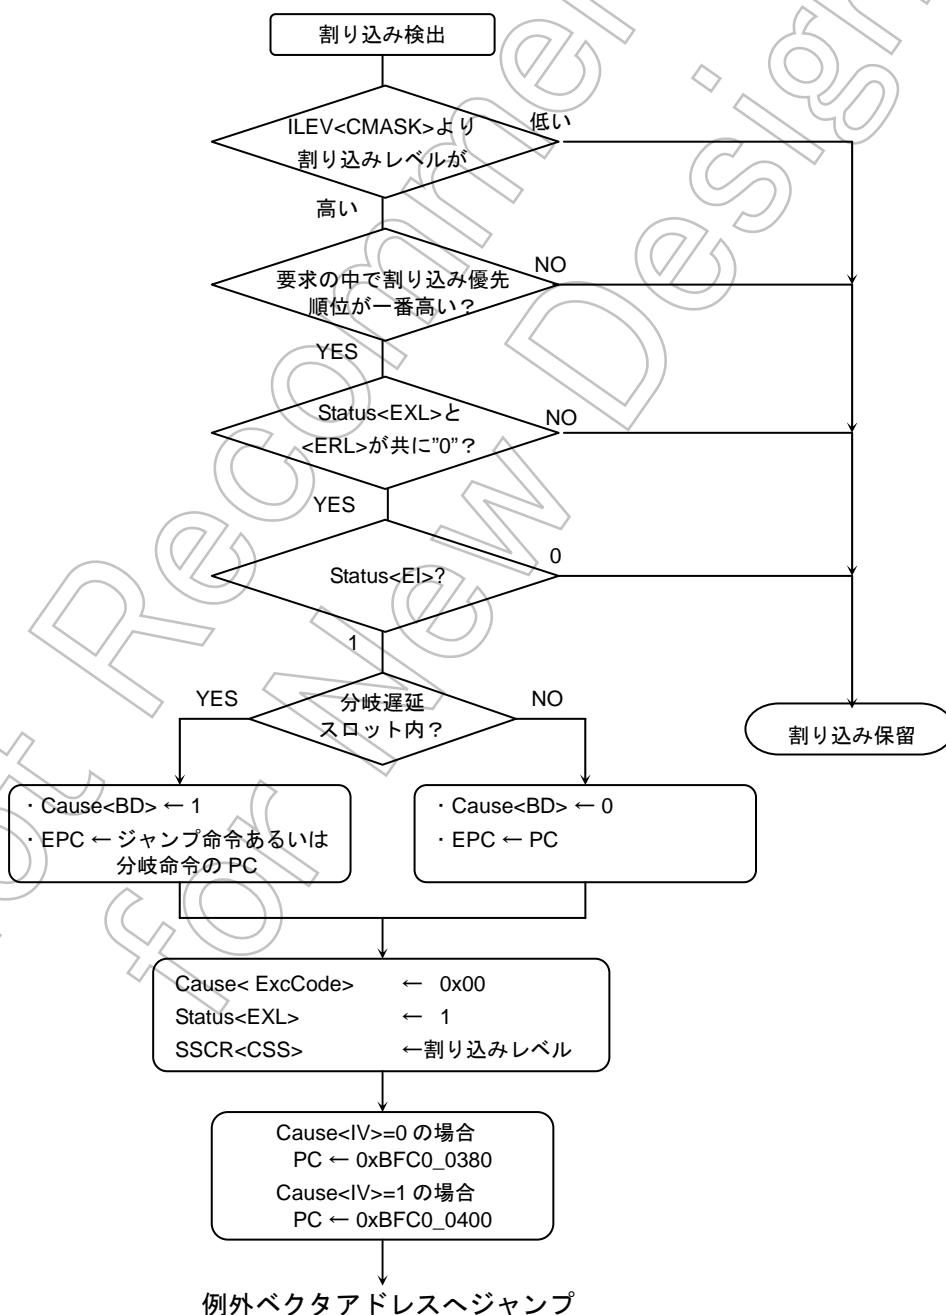 割り込み検出
ILEV<CMASK>より
割り込みレベルが
低い
高い
要求の中で割り込み優先
順位が一番高い？
NO
YES
Status<EXL>と
<ERL>が共に"0"？
NO
YES
Status<EI>?
0
1
分岐遅延
スロット内？
YES
NO
割り込み保留
・Cause<BD> ← 1
・EPC ← ジャンプ命令あるいは
分岐命令の PC
・Cause<BD> ← 0
・EPC ← PC
Cause< ExcCode> ← 0x00
Status<EXL> ← 1
SSCR<CSS> ←割り込みレベル
Cause<IV>=0 の場合
PC ← 0xBFC0_0380
Cause<IV>=1 の場合
PC ← 0xBFC0_0400
例外ベクタアドレスへジャンプ
Not Recommen
for New Design